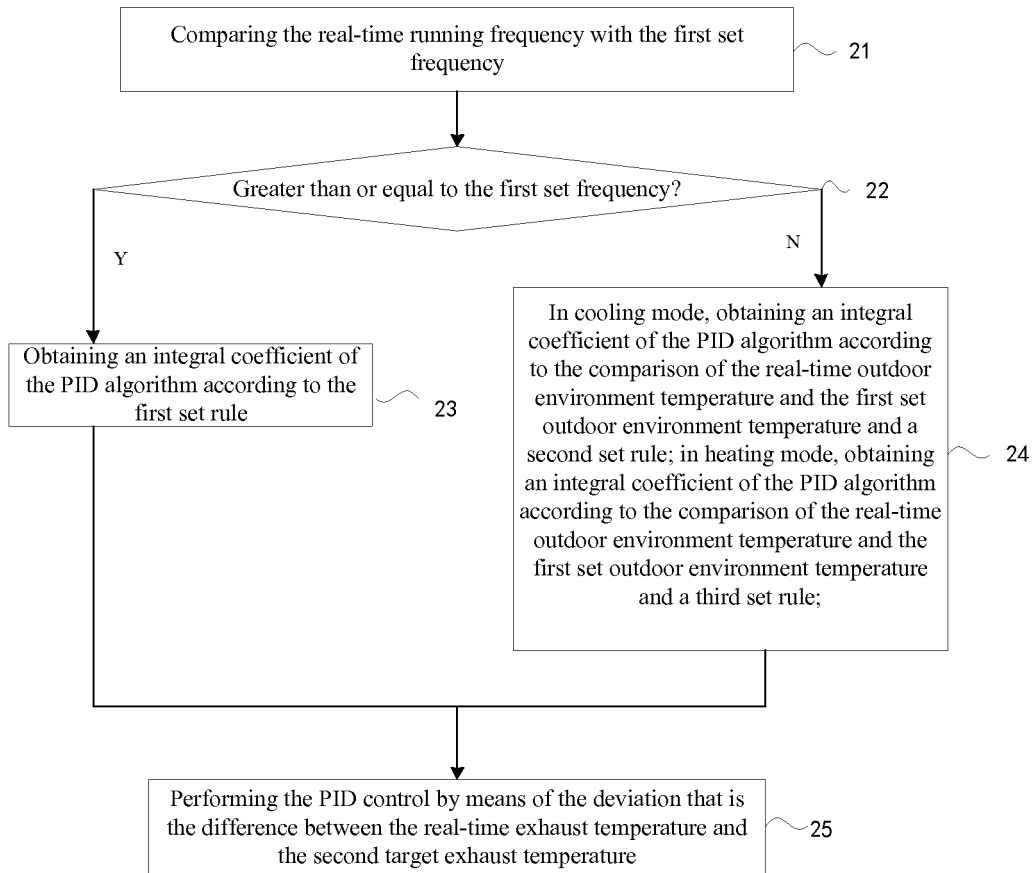 Comparing the real-time running frequency with the first set
frequency
21
Greater than or equal to the first set frequency?
22
Y
N
Obtaining an integral coefficient of
the PID algorithm according to the
first set rule
23
In cooling mode, obtaining an integral
coefficient of the PID algorithm according
to the comparison of the real-time outdoor
environment temperature and the first set
outdoor environment temperature and a
second set rule; in heating mode, obtaining
an integral coefficient of the PID algorithm
according to the comparison of the real-time
outdoor environment temperature and the
first set outdoor environment temperature
and a third set rule;
24
Performing the PID control by means of the deviation that is
the difference between the real-time exhaust temperature and
the second target exhaust temperature
25